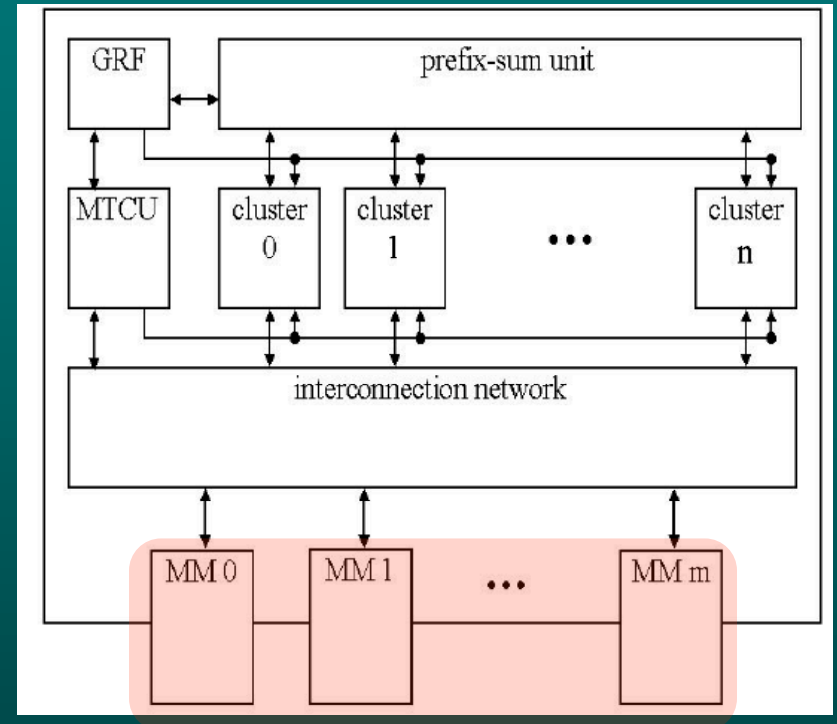 GRF
prefix-sum unit
MTCU
cluster
0
cluster
1
•••
cluster
n
interconnection network
MM 0
MM 1
•••
MM m